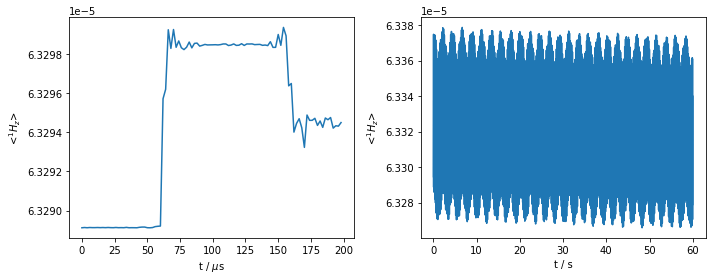 1e−5
6.3298
6.3296
6.3294
6.3292
6.3290
<¹H_z>
0 25 50 75 100 125 150 175 200
t / μs
1e−5
6.338
6.336
6.334
6.332
6.330
6.328
<¹H_z>
0 10 20 30 40 50 60
t / s